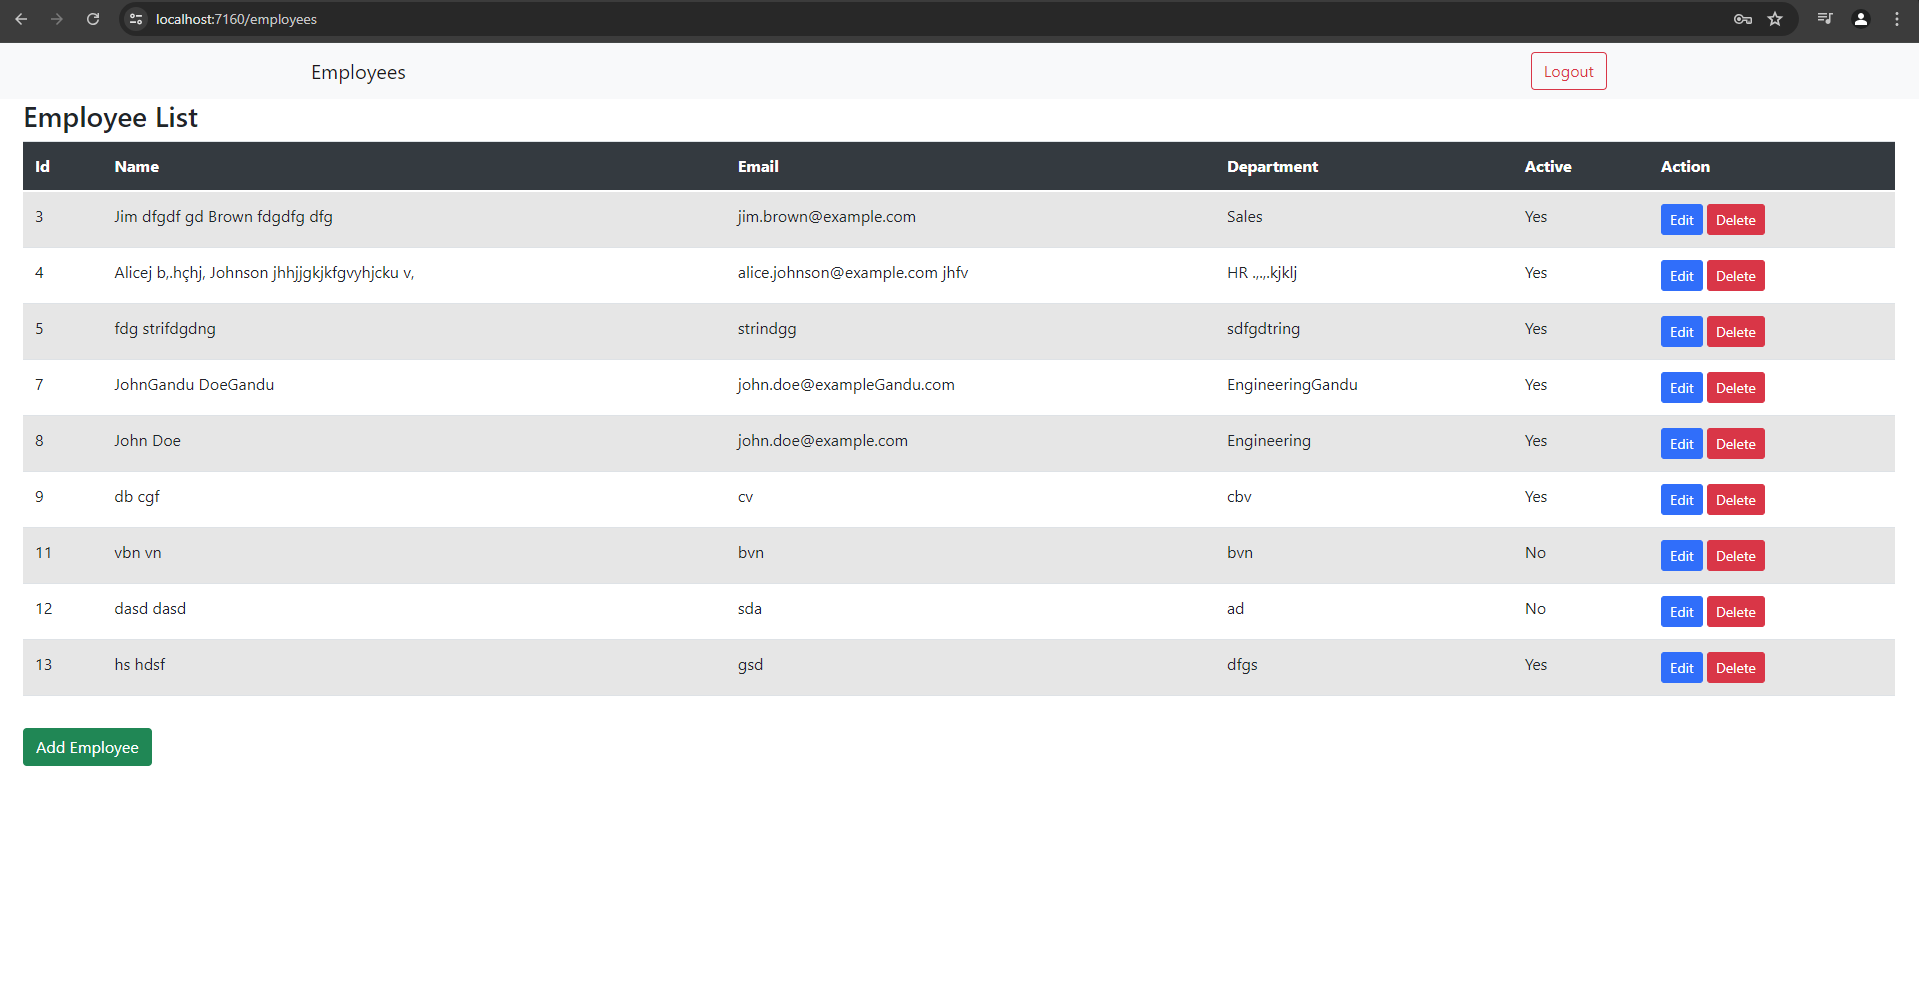 localhost:7160/employees
Employees Logout
Employee List
Id Name Email Department Active Action
3 Jim dfgdf gd Brown fdgdfg dfg jim.brown@example.com Sales Yes Edit Delete
4 Alicej b,.hçhj, Johnson jhhjjgkjkfgvyhjcku v, alice.johnson@example.com jhfv HR .,.,.kjklj Yes Edit Delete
5 fdg strifdgdng strindgg sdfgdtring Yes Edit Delete
7 JohnGandu DoeGandu john.doe@exampleGandu.com EngineeringGandu Yes Edit Delete
8 John Doe john.doe@example.com Engineering Yes Edit Delete
9 db cgf cv cbv Yes Edit Delete
11 vbn vn bvn bvn No Edit Delete
12 dasd dasd sda ad No Edit Delete
13 hs hdsf gsd dfgs Yes Edit Delete
Add Employee